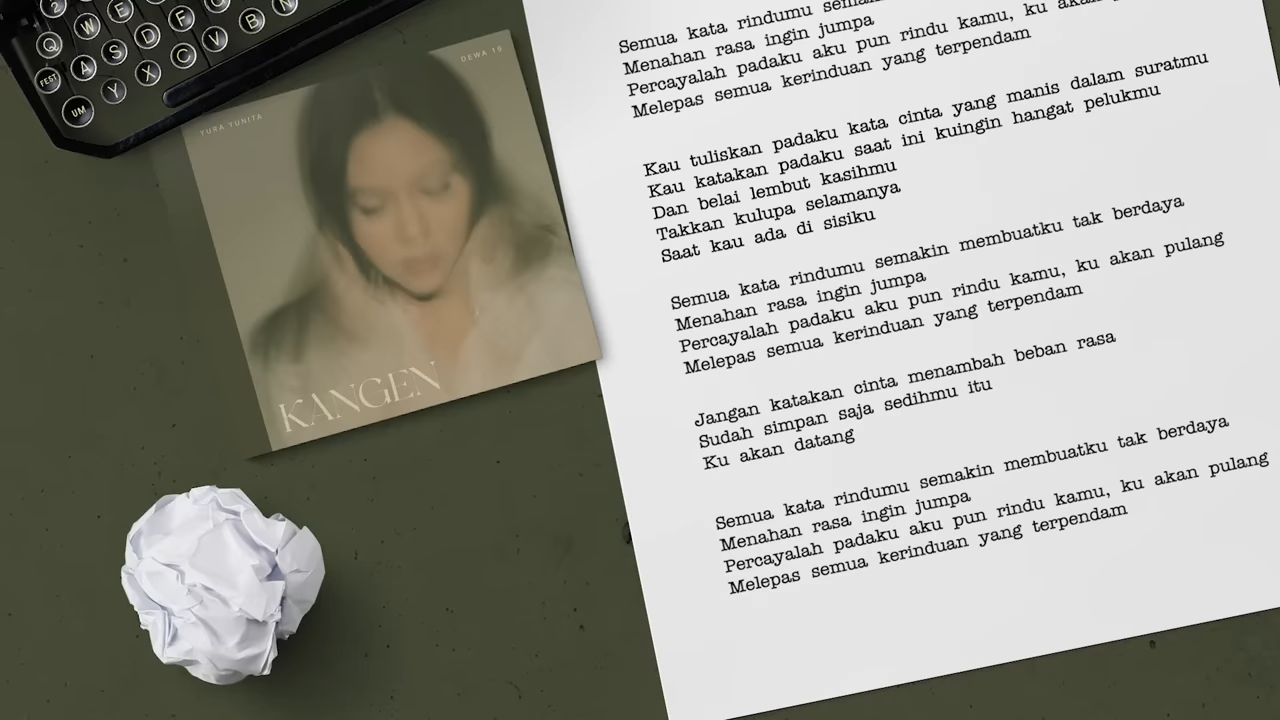 2
W
E
F
G
B
N
Q
A
S
D
C
V
FEST
Y
X
UM
YURA YUNITA
DEWA 19
KANGEN
Semua kata rindumu
Menahan rasa ingin jumpa
Percayalah padaku aku pun rindu kamu, ku akan
Melepas semua kerinduan yang terpendam
Kau tuliskan padaku kata cinta yang manis dalam suratmu
Kau katakan padaku saat ini kuingin hangat pelukmu
Dan belai lembut kasihmu
Takkan kulupa selamanya
Saat kau ada di sisiku
Semua kata rindumu semakin membuatku tak berdaya
Menahan rasa ingin jumpa
Percayalah padaku aku pun rindu kamu, ku akan pulang
Melepas semua kerinduan yang terpendam
Jangan katakan cinta menambah beban rasa
Sudah simpan saja sedihmu itu
Ku akan datang
Semua kata rindumu semakin membuatku tak berdaya
Menahan rasa ingin jumpa
Percayalah padaku aku pun rindu kamu, ku akan pulang
Melepas semua kerinduan yang terpendam